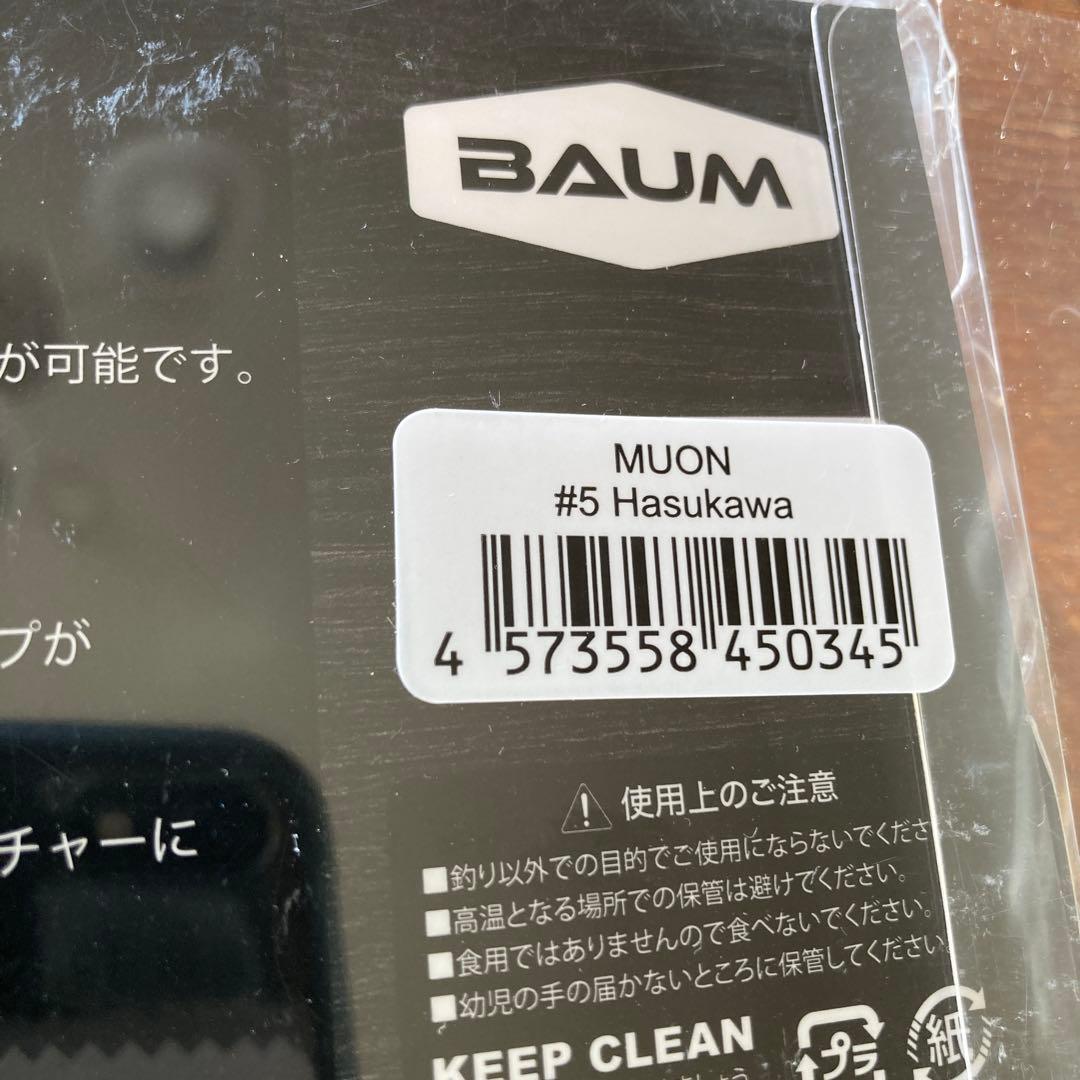 BAUM
が可能です。
MUON
#5 Hasukawa
4 573558 450345
プが
チャーに
使用上のご注意
■釣り以外での目的でご使用にならないでくださ
■高温となる場所での保管は避けてください。
■食用ではありませんので食べないでください。
■幼児の手の届かないところに保管してください。
KEEP CLEAN
プラ
紙